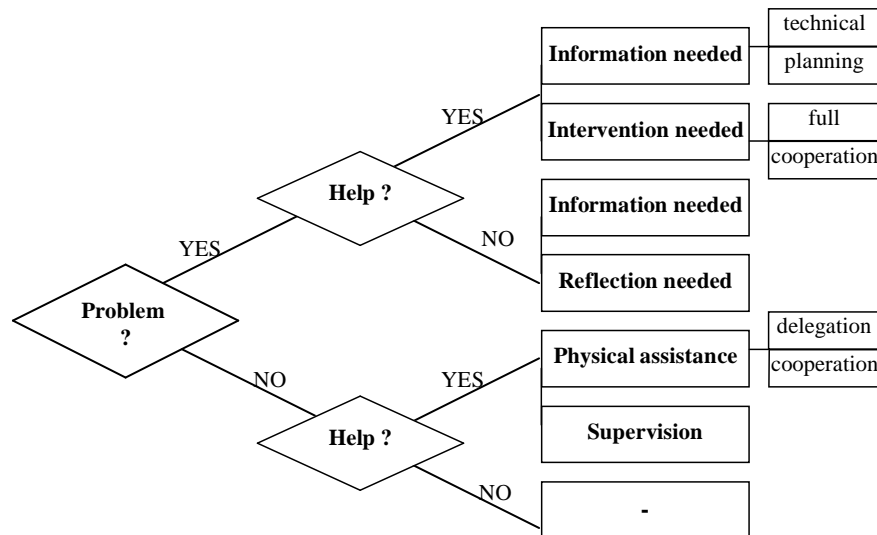 technical
Information needed
planning
YES
Intervention needed
full
cooperation
Help ?
Information needed
YES
NO
Reflection needed
Problem
?
delegation
Physical assistance
cooperation
YES
NO
Help ?
Supervision
NO
-